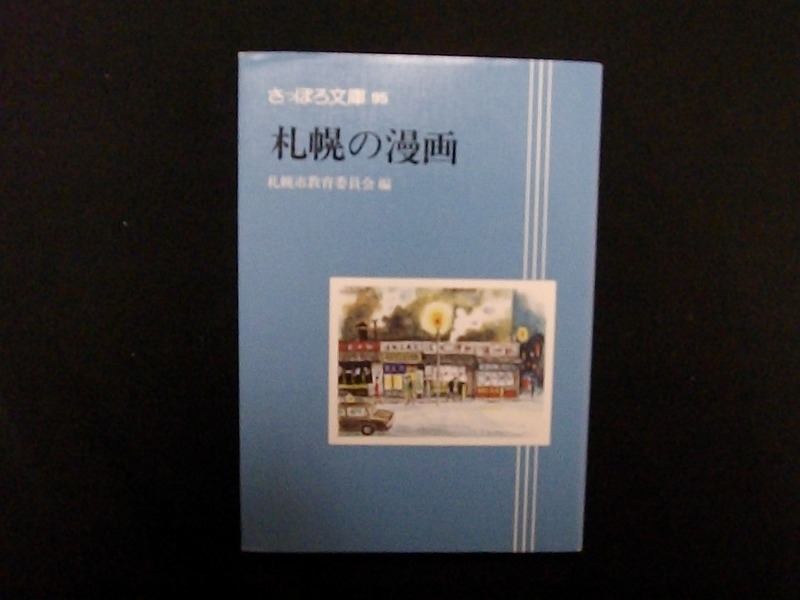 さっぽろ文庫 95
札幌の漫画
札幌市教育委員会 編